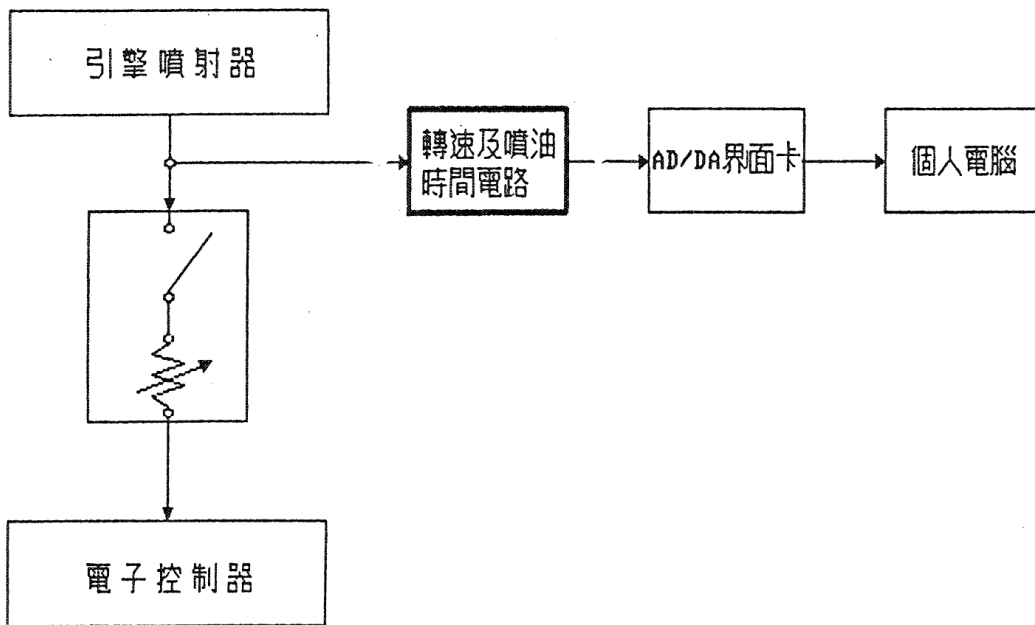 引擎噴射器
轉速及噴油
時間電路
AD/DA界面卡
個人電腦
電子控制器